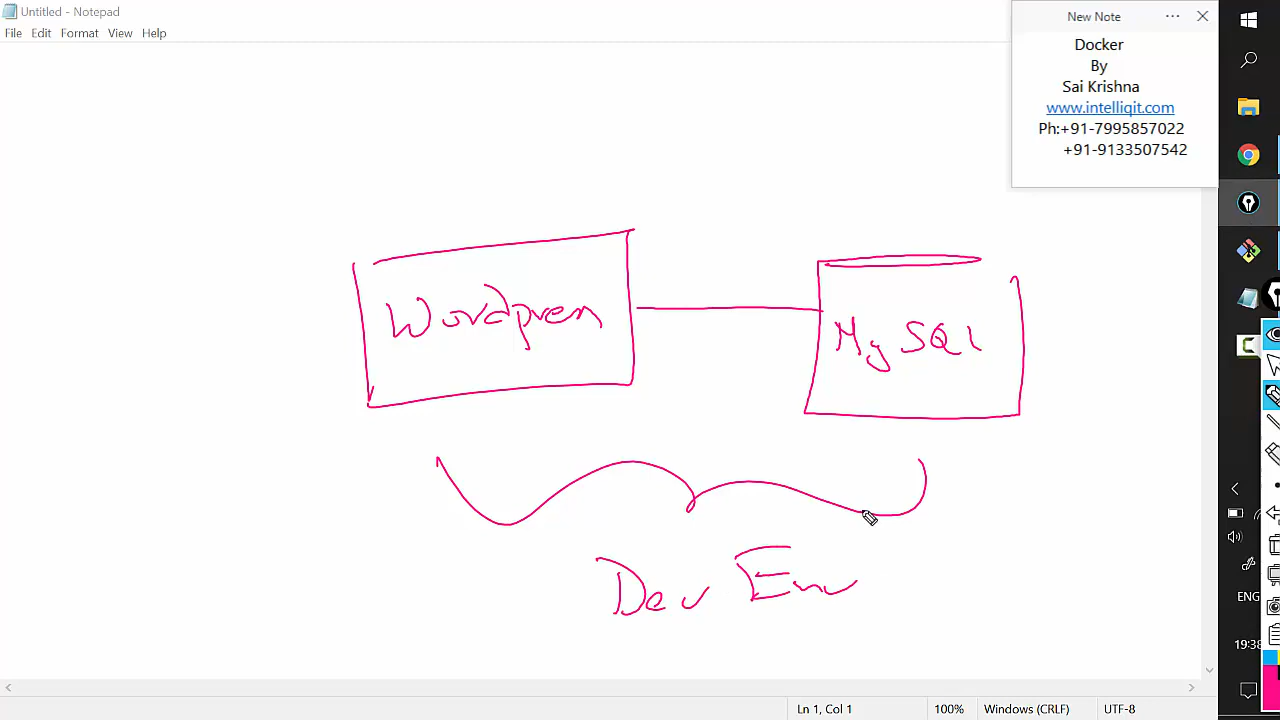 Untitled - Notepad
File Edit Format View Help
New Note
Docker
By
Sai Krishna
www.intelliqit.com
Ph:+91-7995857022
+91-9133507542
Wordpress
MySQL
Dev Env
ENG
19:38
Ln 1, Col 1 100% Windows (CRLF) UTF-8